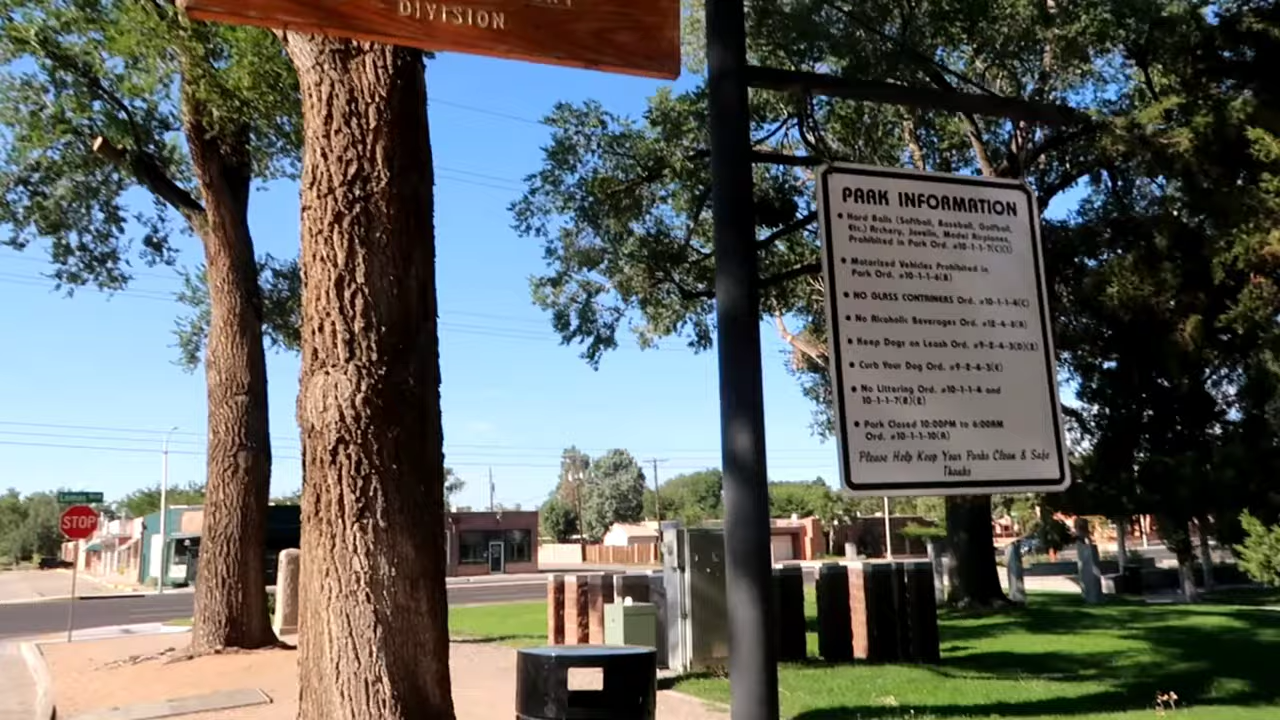 DIVISION
PARK INFORMATION
• Hard Balls (Softball, Baseball, Golfball,
Etc.) Archery, Javelin, Model Airplanes,
Prohibited in Park Ord. #10-1-1-7(C)(1)
• Motorized Vehicles Prohibited in
Park Ord. #10-1-1-6(B)
• NO GLASS CONTAINERS Ord. #10-1-1-4(C)
• No Alcoholic Beverages Ord. #12-4-8(A)
• Keep Dogs on Leash Ord. #9-2-4-3(D)(2)
• Curb Your Dog Ord. #9-2-4-3(E)
• No Littering Ord. #10-1-1-4 and
10-1-1-7(B)(2)
• Park Closed 10:00PM to 6:00AM
Ord. #10-1-1-10(A)
Please Help Keep Your Parks Clean & Safe
Thanks
Lomas
STOP